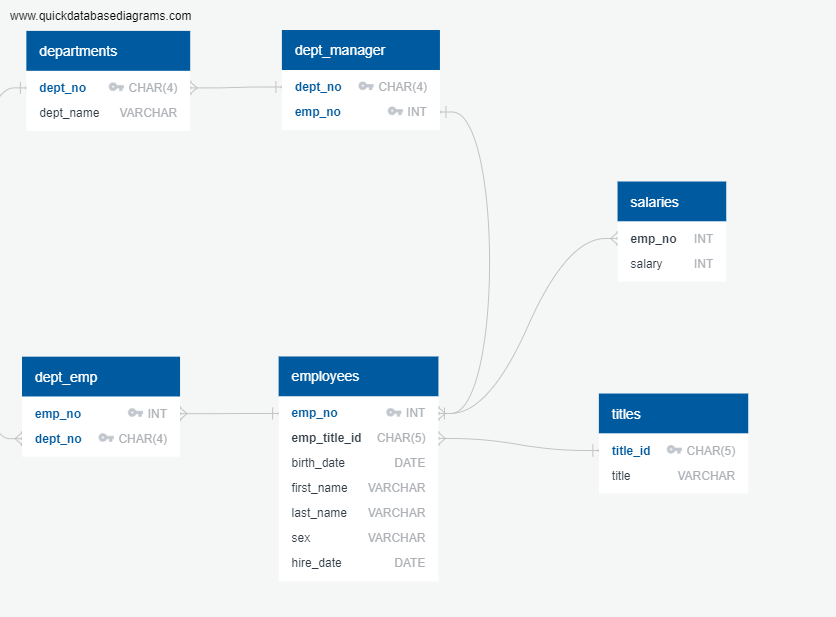 www.quickdatabasediagrams.com
departments
dept_no CHAR(4)
dept_name VARCHAR
dept_manager
dept_no CHAR(4)
emp_no INT
salaries
emp_no INT
salary INT
dept_emp
emp_no INT
dept_no CHAR(4)
employees
emp_no INT
emp_title_id CHAR(5)
birth_date DATE
first_name VARCHAR
last_name VARCHAR
sex VARCHAR
hire_date DATE
titles
title_id CHAR(5)
title VARCHAR